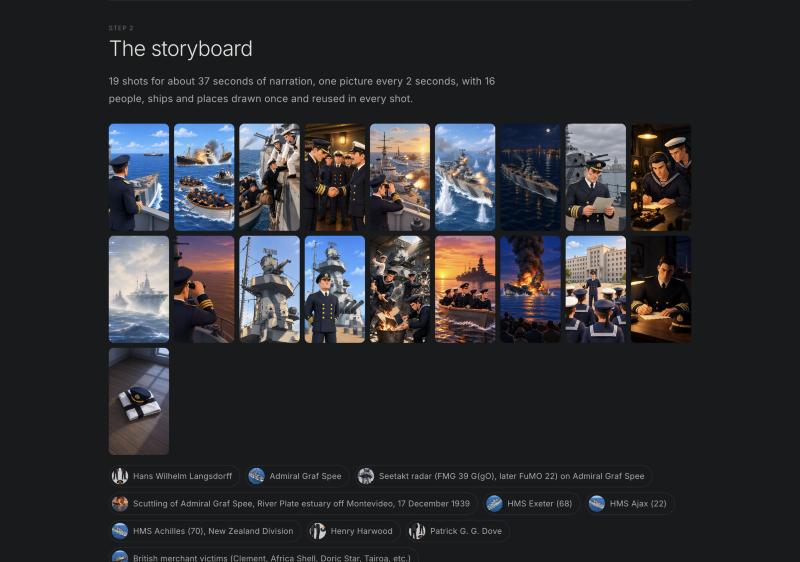 STEP 2
The storyboard
19 shots for about 37 seconds of narration, one picture every 2 seconds, with 16
people, ships and places drawn once and reused in every shot.
Hans Wilhelm Langsdorff
Admiral Graf Spee
Seetakt radar (FMG 39 G(gO), later FuMO 22) on Admiral Graf Spee
Scuttling of Admiral Graf Spee, River Plate estuary off Montevideo, 17 December 1939
HMS Exeter (68)
HMS Ajax (22)
HMS Achilles (70), New Zealand Division
Henry Harwood
Patrick G. G. Dove
British merchant victims (Clement, Africa Shell, Doric Star, Tairoa, etc.)